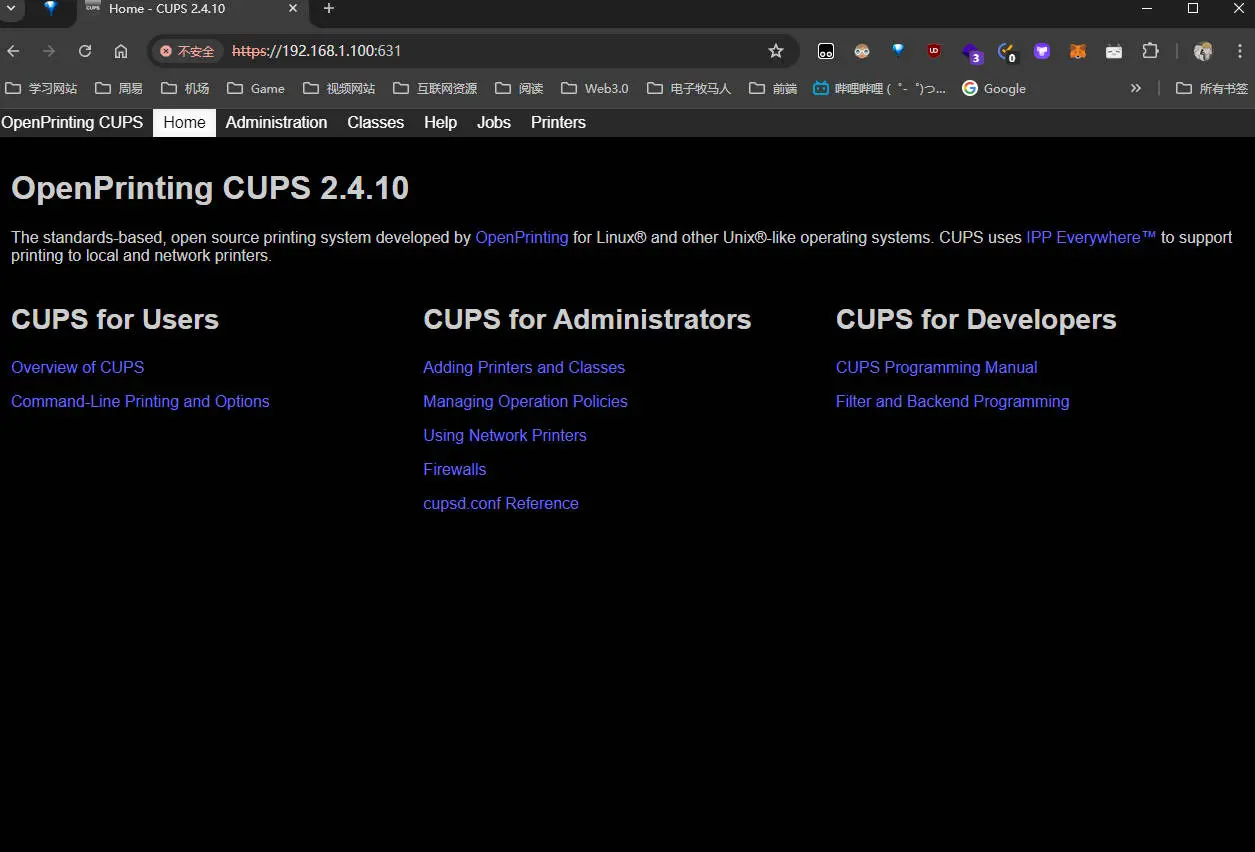 CUPS Home - CUPS 2.4.10
不安全 https://192.168.1.100:631
3 0
学习网站 周易 机场 Game 视频网站 互联网资源 阅读 Web3.0 电子牧马人 前端 哔哩哔哩 ( ゜- ゜)つ... Google » 所有书签
OpenPrinting CUPS Home Administration Classes Help Jobs Printers
OpenPrinting CUPS 2.4.10
The standards-based, open source printing system developed by OpenPrinting for Linux® and other Unix®-like operating systems. CUPS uses IPP Everywhere™ to support
printing to local and network printers.
CUPS for Users
Overview of CUPS
Command-Line Printing and Options
CUPS for Administrators
Adding Printers and Classes
Managing Operation Policies
Using Network Printers
Firewalls
cupsd.conf Reference
CUPS for Developers
CUPS Programming Manual
Filter and Backend Programming